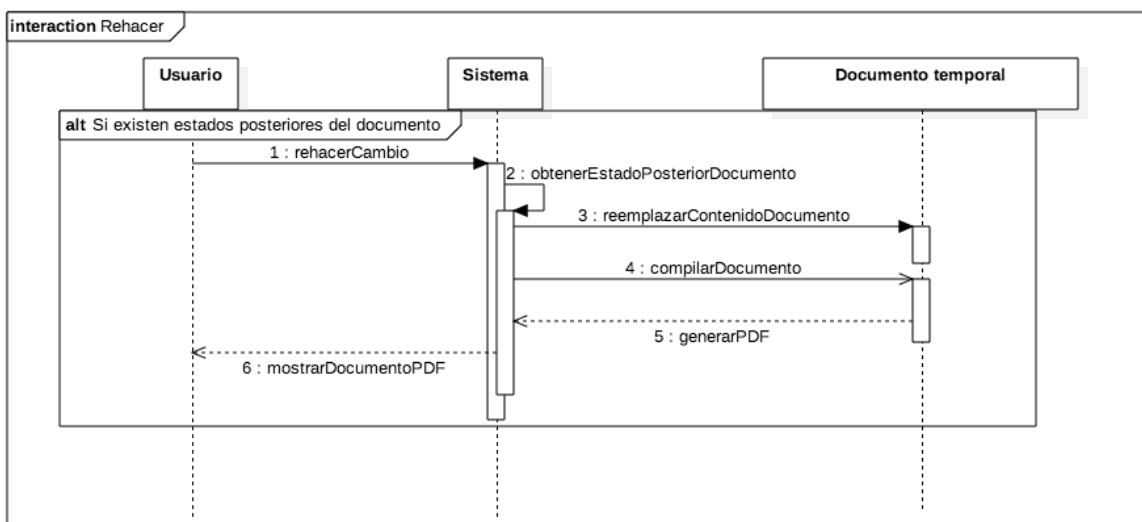 interaction Rehacer
Usuario
Sistema
Documento temporal
alt Si existen estados posteriores del documento
1 : rehacerCambio
2 : obtenerEstadoPosteriorDocumento
3 : reemplazarContenidoDocumento
4 : compilarDocumento
5 : generarPDF
6 : mostrarDocumentoPDF